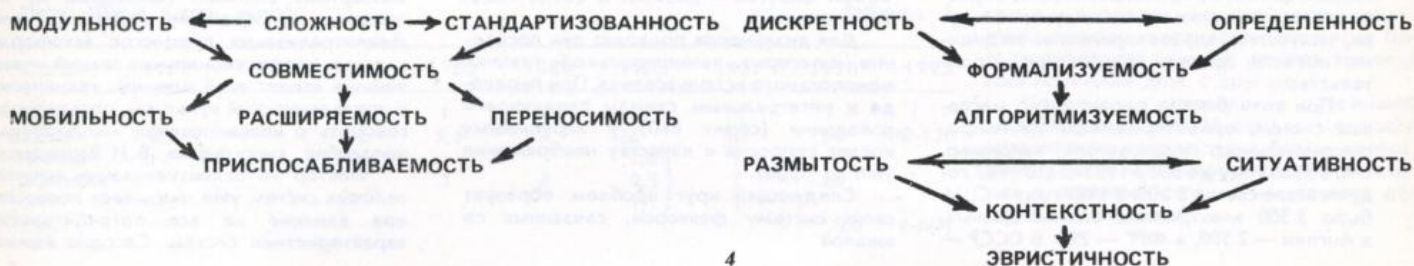 МОДУЛЬНОСТЬ СЛОЖНОСТЬ СТАНДАРТИЗОВАННОСТЬ
СОВМЕСТИМОСТЬ
МОБИЛЬНОСТЬ РАСШИРЯЕМОСТЬ ПЕРЕНОСИМОСТЬ
ПРИСПОСАБЛИВАЕМОСТЬ
ДИСКРЕТНОСТЬ ОПРЕДЕЛЕННОСТЬ
ФОРМАЛИЗУЕМОСТЬ
АЛГОРИТМИЗУЕМОСТЬ
РАЗМЫТОСТЬ СИТУАТИВНОСТЬ
КОНТЕКСТНОСТЬ
ЭВРИСТИЧНОСТЬ
4